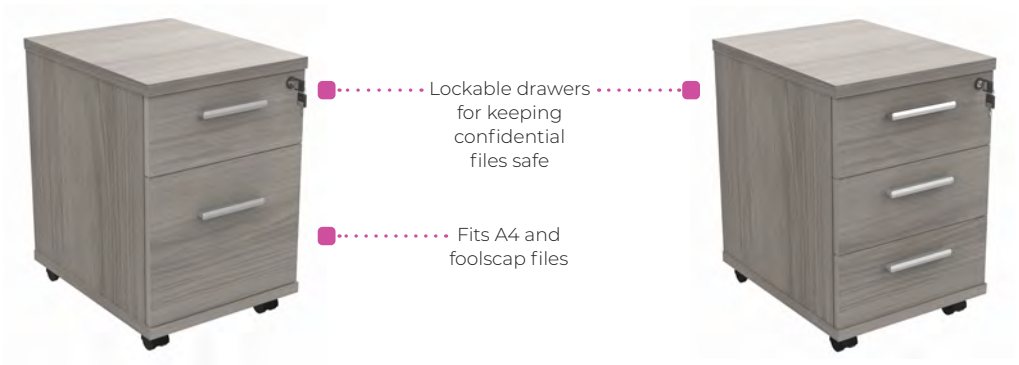 Lockable drawers
for keeping
confidential
files safe
Fits A4 and
foolscap files